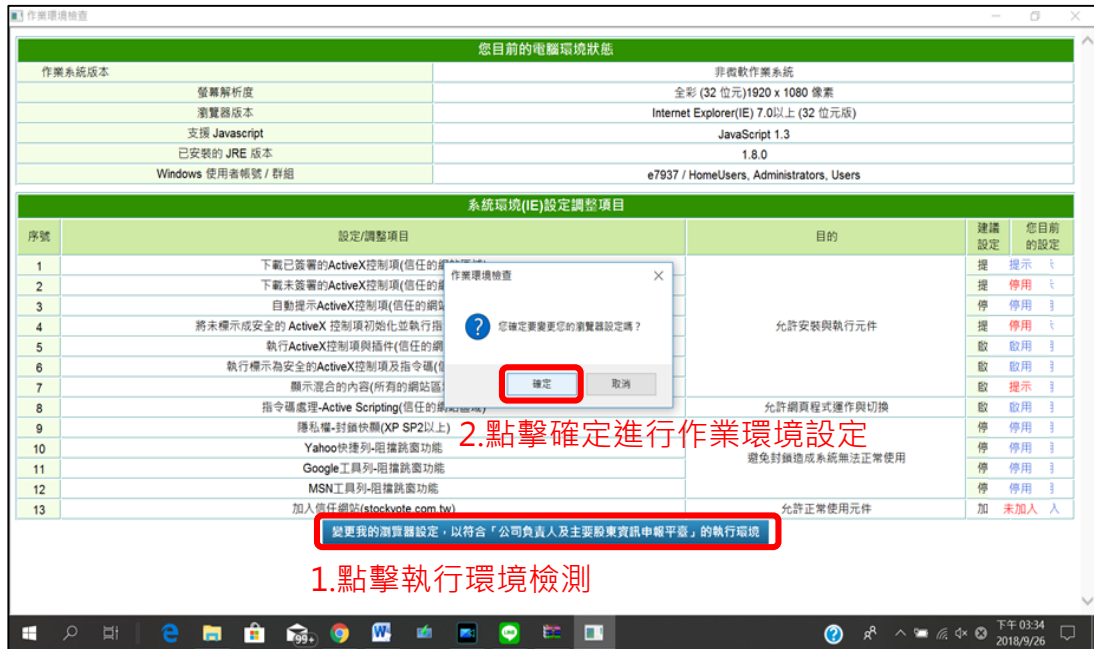 作業環境檢查
您目前的電腦環境狀態
作業系統版本 非微軟作業系統
螢幕解析度 全彩 (32 位元)1920 x 1080 像素
瀏覽器版本 Internet Explorer(IE) 7.0以上 (32 位元版)
支援 Javascript JavaScript 1.3
已安裝的 JRE 版本 1.8.0
Windows 使用者帳號 / 群組 e7937 / HomeUsers, Administrators, Users
系統環境(IE)設定調整項目
序號 設定/調整項目 目的 建議設定 您目前的設定
1 下載已簽署的ActiveX控制項(信任的 提 提示
2 下載未簽署的ActiveX控制項(信任的 提 停用
3 自動提示ActiveX控制項(信任的網 停 停用
4 將未標示成安全的 ActiveX 控制項初始化並執行指 允許安裝與執行元件 提 停用
5 執行ActiveX控制項與插件(信任的網 啟 啟用
6 執行標示為安全的ActiveX控制項及指令碼( 啟 啟用
7 顯示混合的內容(所有的網站區 啟 提示
8 指令碼處理-Active Scripting(信任的網站區域) 允許網頁程式運作與切換 啟 啟用
9 隱私權-封鎖快顯(XP SP2以上) 停 停用
10 Yahoo快捷列-阻擋跳窗功能 避免封鎖造成系統無法正常使用 停 停用
11 Google工具列-阻擋跳窗功能 停 停用
12 MSN工具列-阻擋跳窗功能 停 停用
13 加入信任網站(stockvote.com.tw) 允許正常使用元件 加 未加入 入
作業環境檢查
您確定要變更您的瀏覽器設定嗎？
確定 取消
2.點擊確定進行作業環境設定
變更我的瀏覽器設定，以符合「公司負責人及主要股東資訊申報平臺」的執行環境
1.點擊執行環境檢測
99+
下午 03:34
2018/9/26